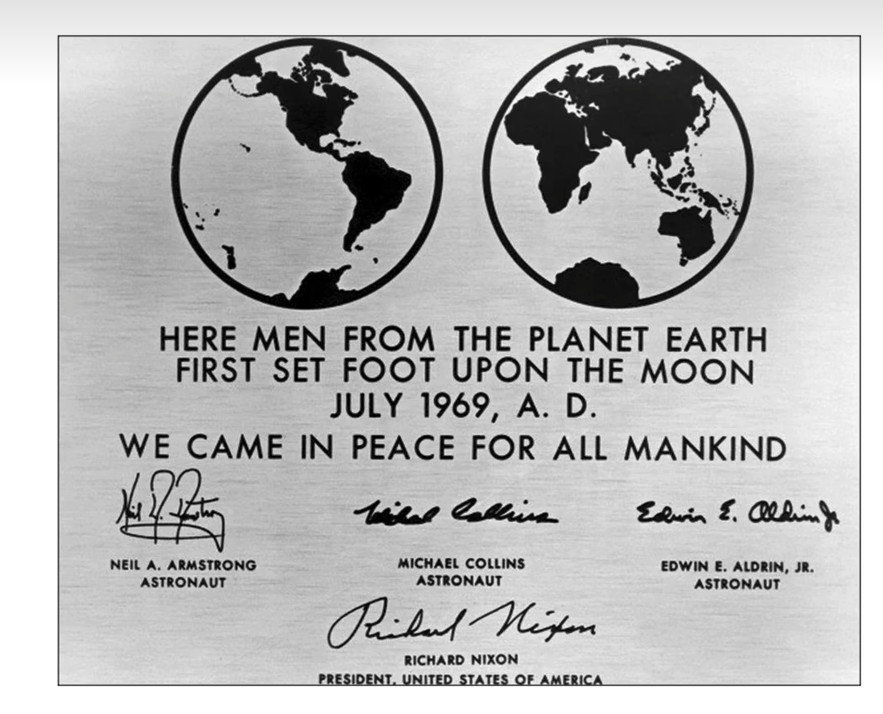 HERE MEN FROM THE PLANET EARTH
FIRST SET FOOT UPON THE MOON
JULY 1969, A. D.
WE CAME IN PEACE FOR ALL MANKIND
Neil A. Armstrong
Michael Collins
Edwin E. Aldrin Jr
NEIL A. ARMSTRONG
ASTRONAUT
MICHAEL COLLINS
ASTRONAUT
EDWIN E. ALDRIN, JR.
ASTRONAUT
Richard Nixon
RICHARD NIXON
PRESIDENT, UNITED STATES OF AMERICA